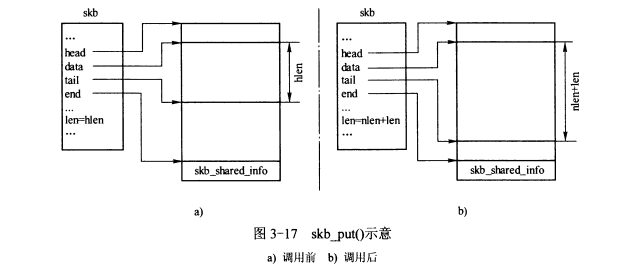 skb
...
head
data
tail
end
...
len=hlen
...
hlen
skb_shared_info
a)
skb
...
head
data
tail
end
...
len=nlen+len
...
nlen+len
skb_shared_info
b)
图 3-17 skb_put()示意
a) 调用前 b) 调用后